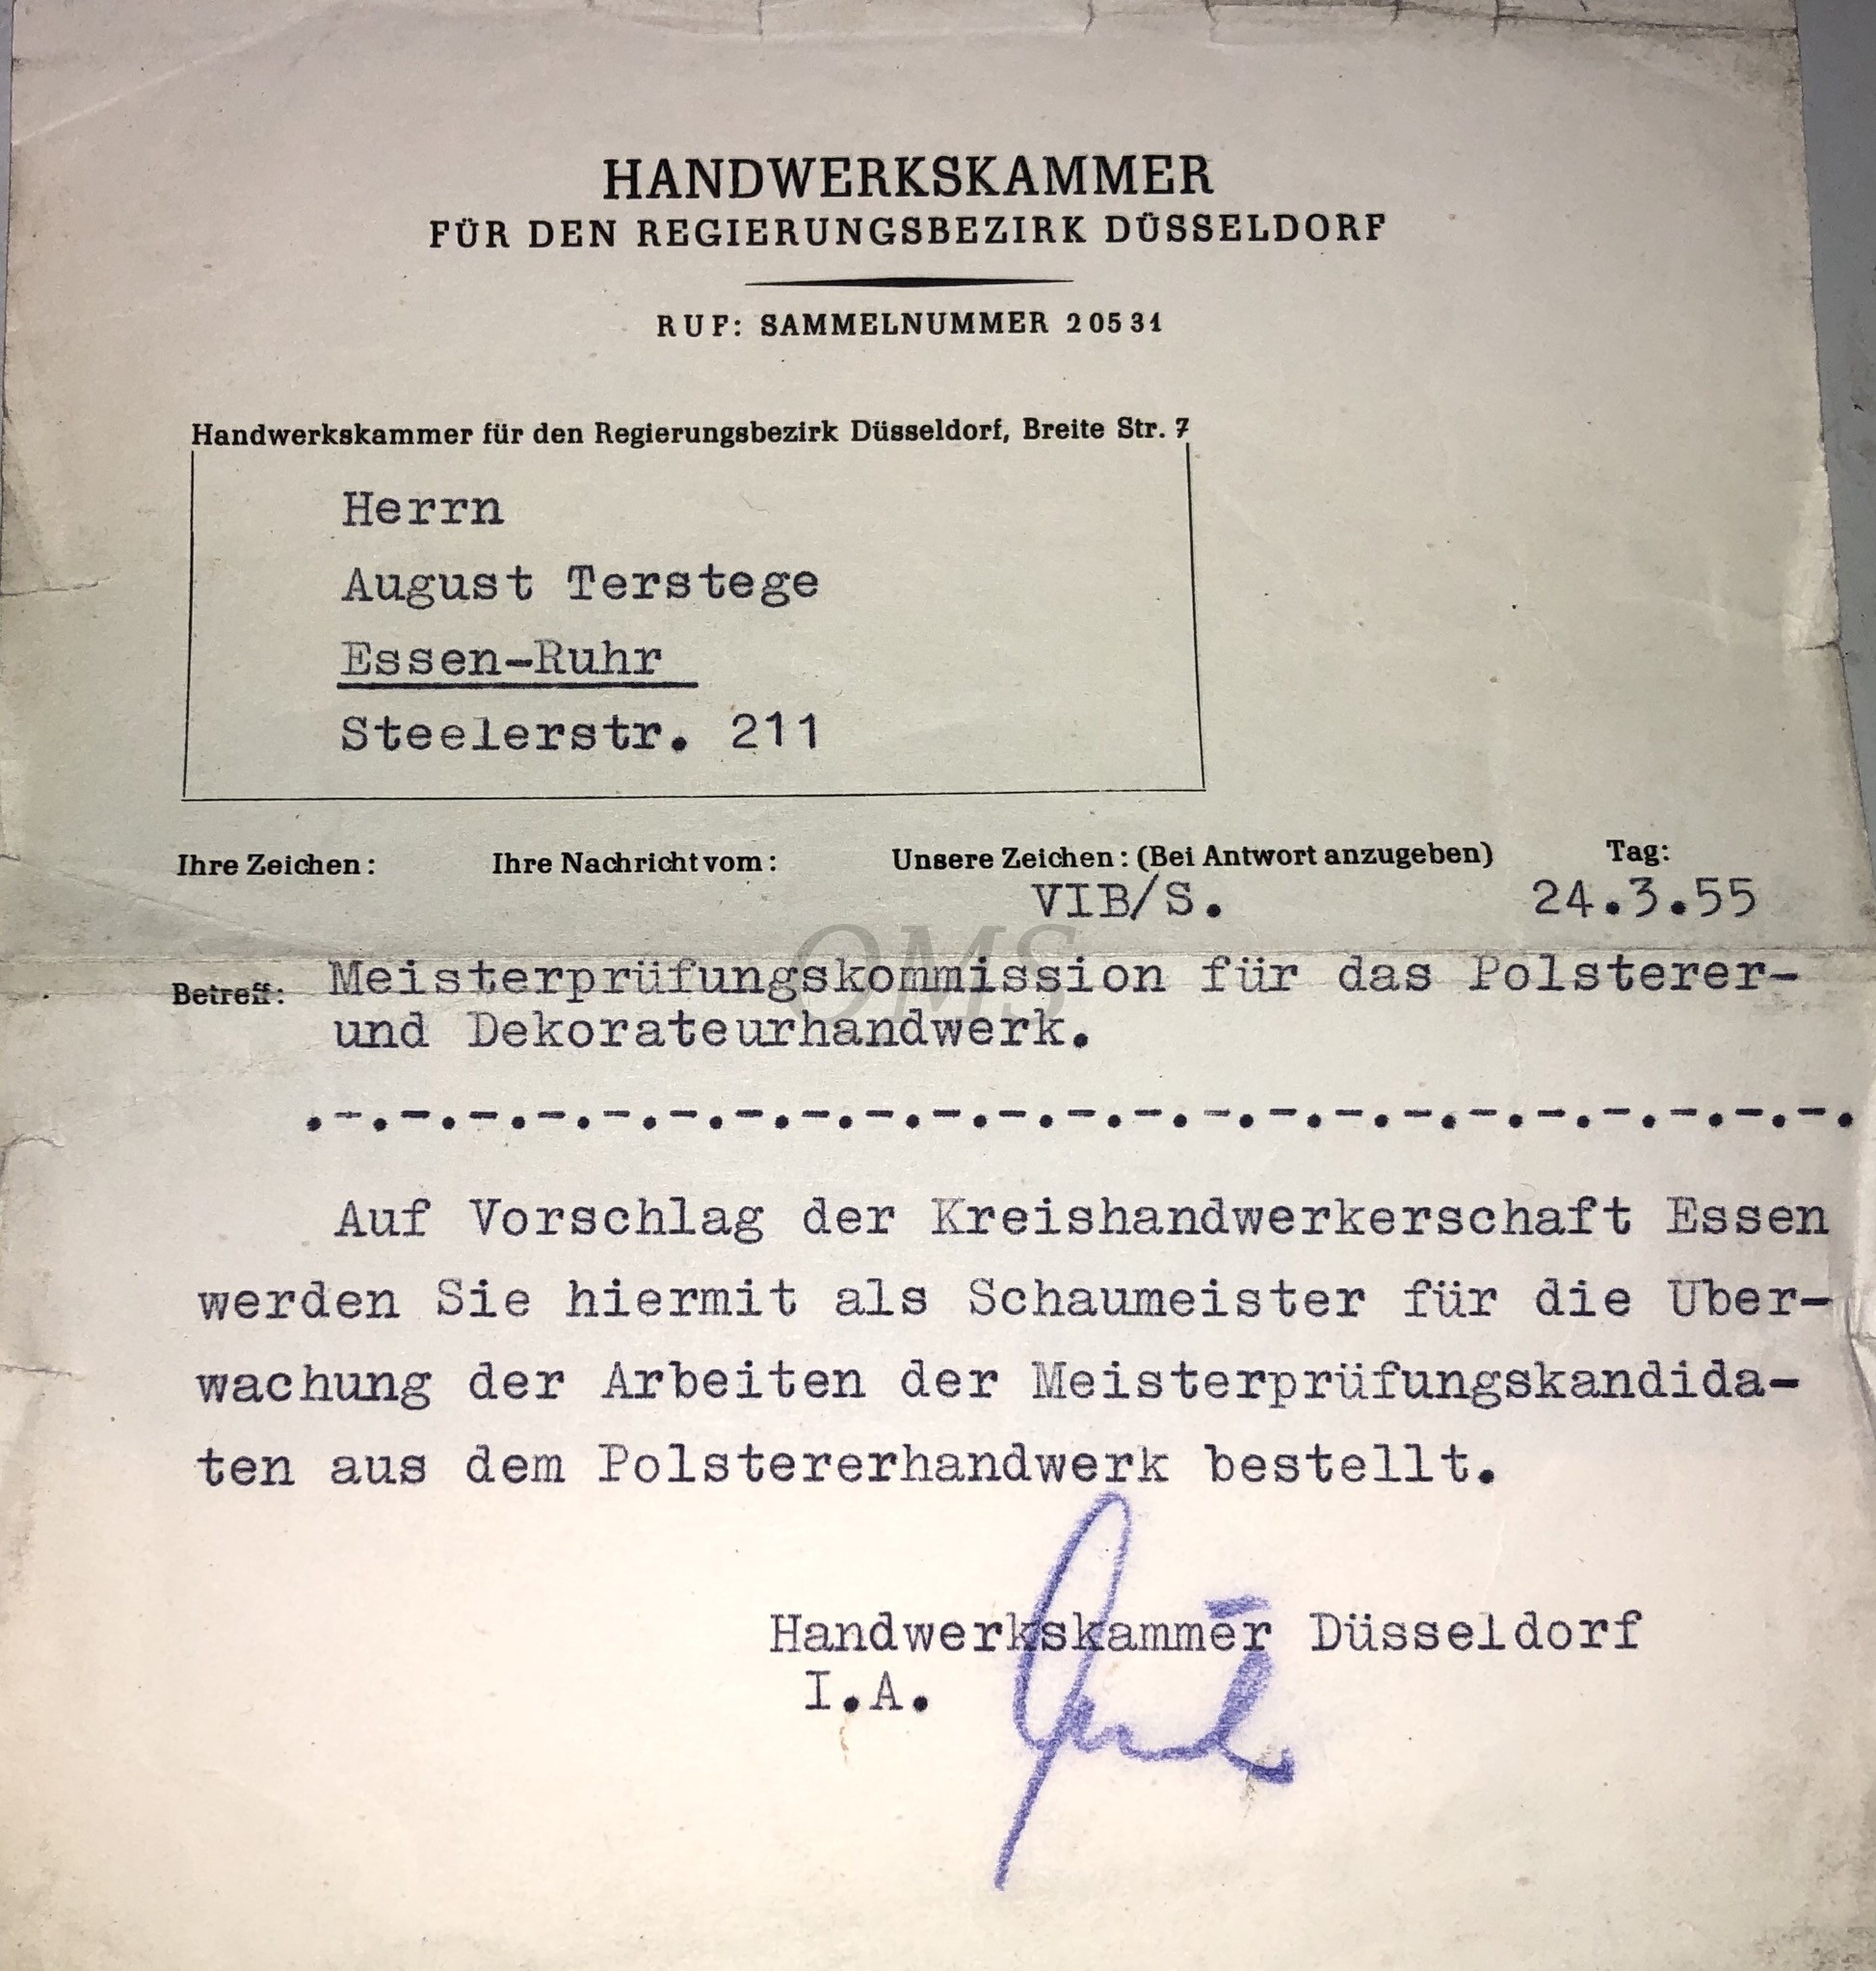 HANDWERKSKAMMER
FÜR DEN REGIERUNGSBEZIRK DÜSSELDORF
RUF: SAMMELNUMMER 20531
Handwerkskammer für den Regierungsbezirk Düsseldorf, Breite Str. 7
Herrn
August Terstege
Essen-Ruhr
Steelerstr. 211
Ihre Zeichen: Ihre Nachricht vom: Unsere Zeichen: (Bei Antwort anzugeben) Tag:
VIB/S. 24.3.55
OMS
Betreff: Meisterprüfungskommission für das Polsterer-
und Dekorateurhandwerk.
.-.-.-.-.-.-.-.-.-.-.-.-.-.-.-.-.-.-.-.-.-.-.-.
Auf Vorschlag der Kreishandwerkerschaft Essen
werden Sie hiermit als Schaumeister für die Uber-
wachung der Arbeiten der Meisterprüfungskandida-
ten aus dem Polstererhandwerk bestellt.
Handwerkskammer Düsseldorf
I.A.